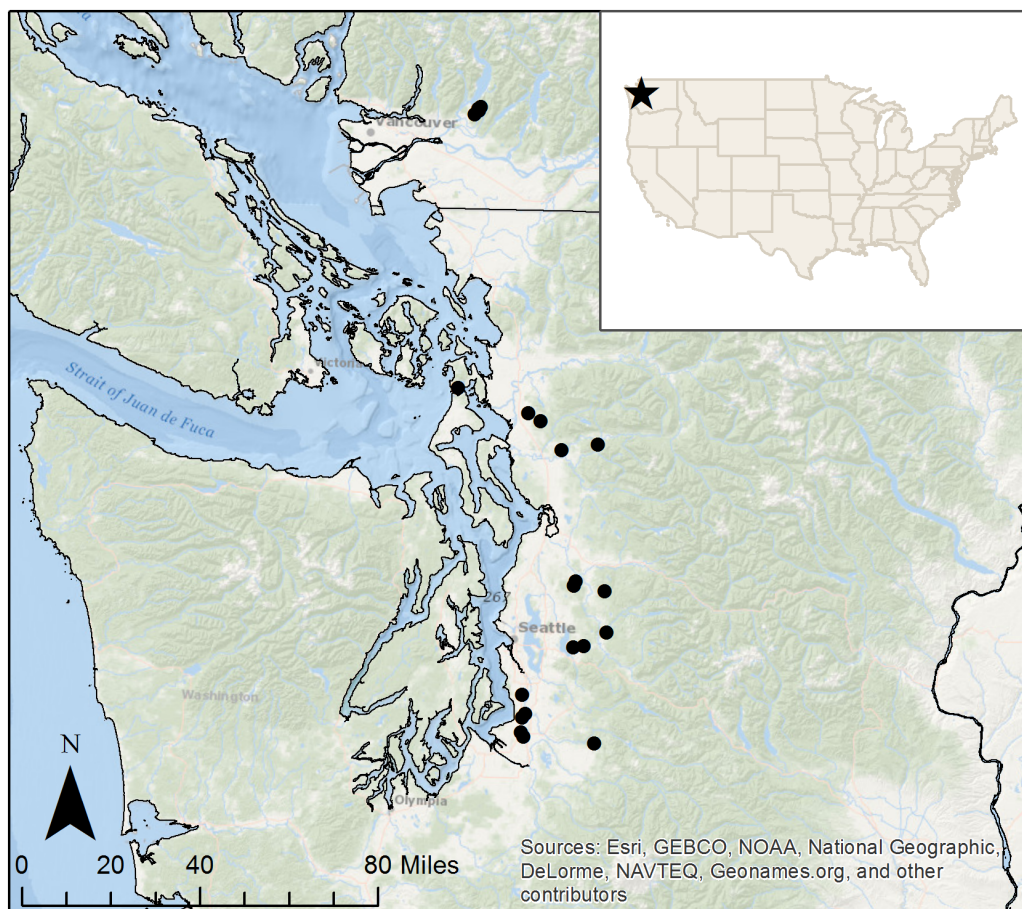 Vancouver
Victoria
Strait of Juan de Fuca
267
Seattle
Washington
N
Olympia
0 20 40 80 Miles
Sources: Esri, GEBCO, NOAA, National Geographic,
DeLorme, NAVTEQ, Geonames.org, and other
contributors